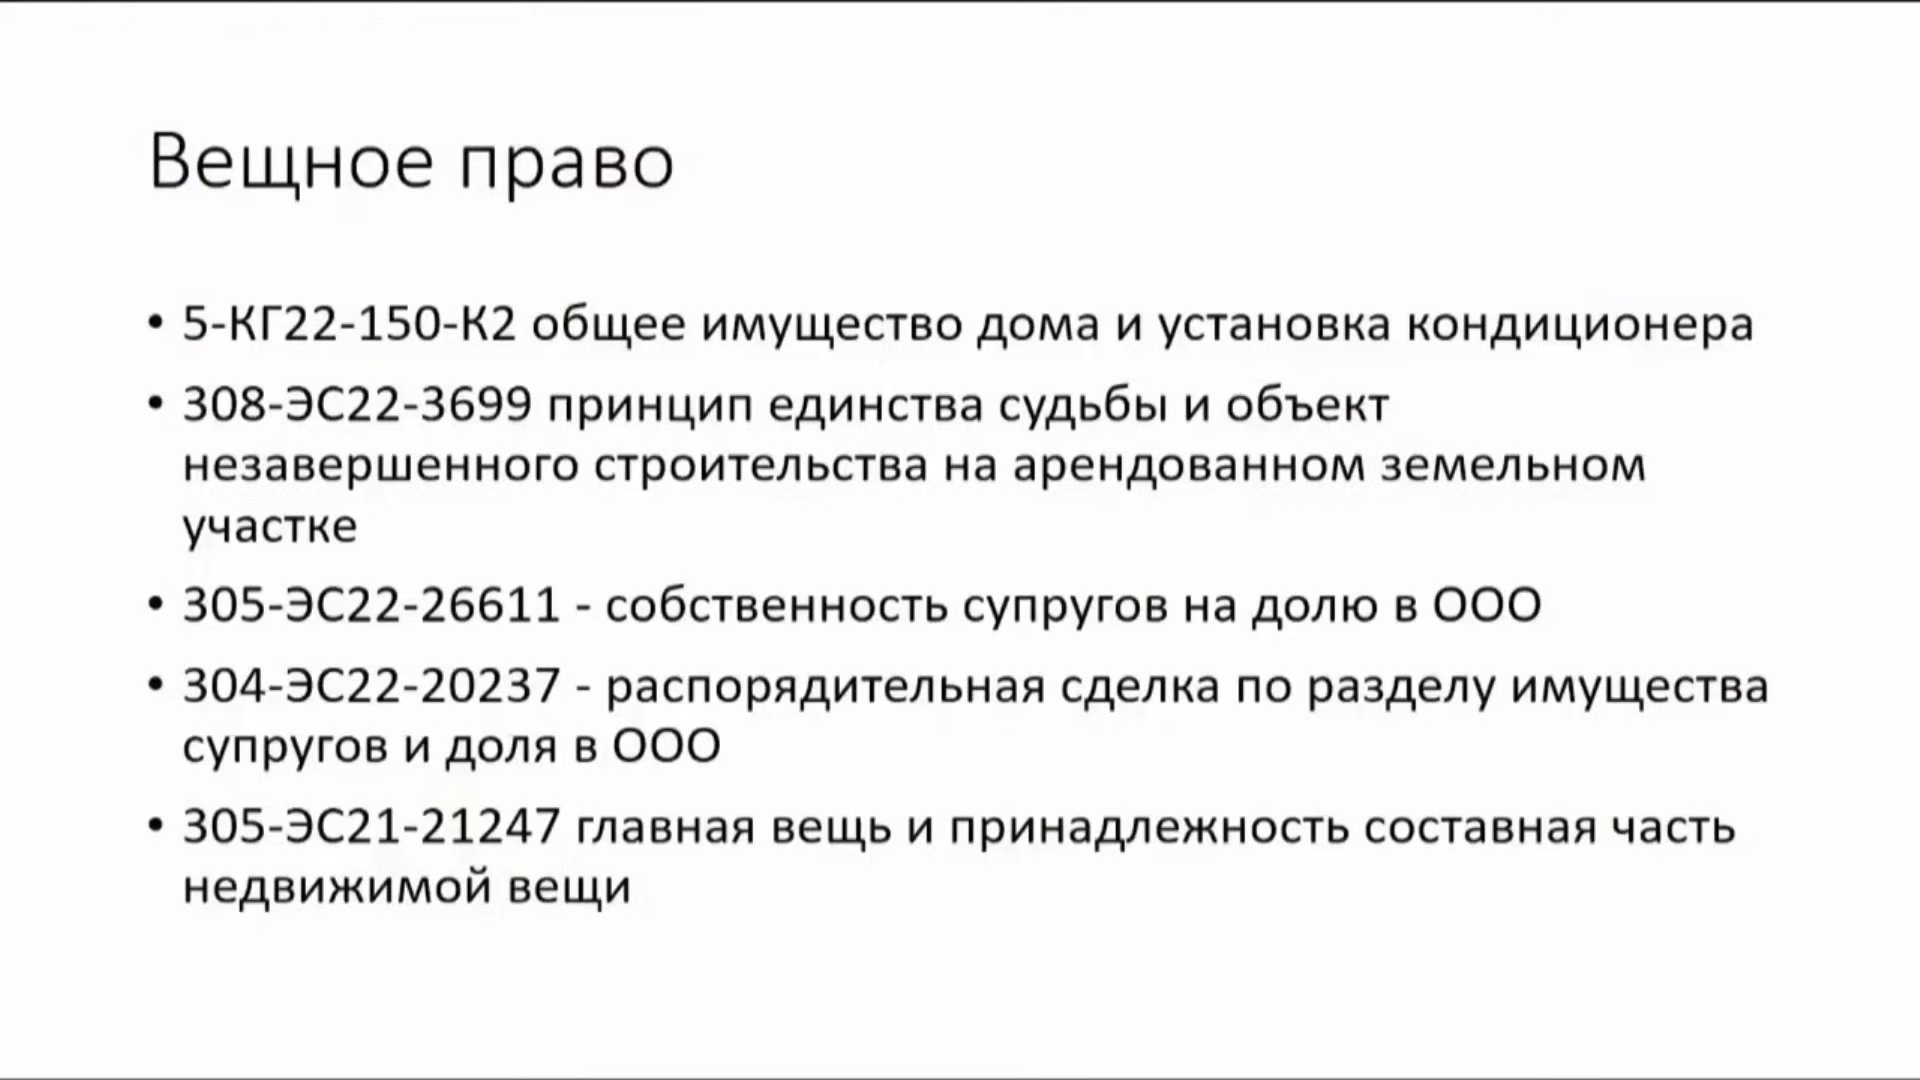 Вещное право
• 5-КГ22-150-К2 общее имущество дома и установка кондиционера
• 308-ЭС22-3699 принцип единства судьбы и объект
незавершенного строительства на арендованном земельном
участке
• 305-ЭС22-26611 - собственность супругов на долю в ООО
• 304-ЭС22-20237 - распорядительная сделка по разделу имущества
супругов и доля в ООО
• 305-ЭС21-21247 главная вещь и принадлежность составная часть
недвижимой вещи